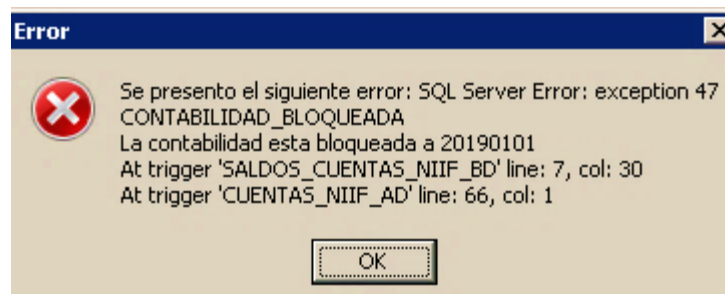 Error
Se presento el siguiente error: SQL Server Error: exception 47
CONTABILIDAD_BLOQUEADA
La contabilidad esta bloqueada a 20190101
At trigger 'SALDOS_CUENTAS_NIIF_BD' line: 7, col: 30
At trigger 'CUENTAS_NIIF_AD' line: 66, col: 1
OK